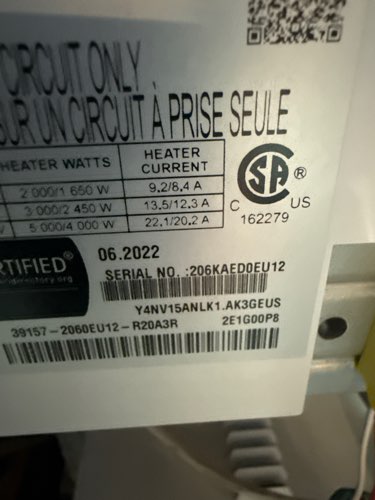 CIRCUIT ONLY
SUR UN CIRCUIT À PRISE SEULE
HEATER WATTS HEATER CURRENT
2 000/1 650 W 9.2/8.4 A
3 000/2 450 W 13.5/12.3 A
5 000/4 000 W 22.1/20.2 A
CSA ®
C US
162279
06.2022
SERIAL NO. :206KAED0EU12
Y4NV15ANLK1.AK3GEUS
39157-2060EU12-R20A3R 2E1G00P8